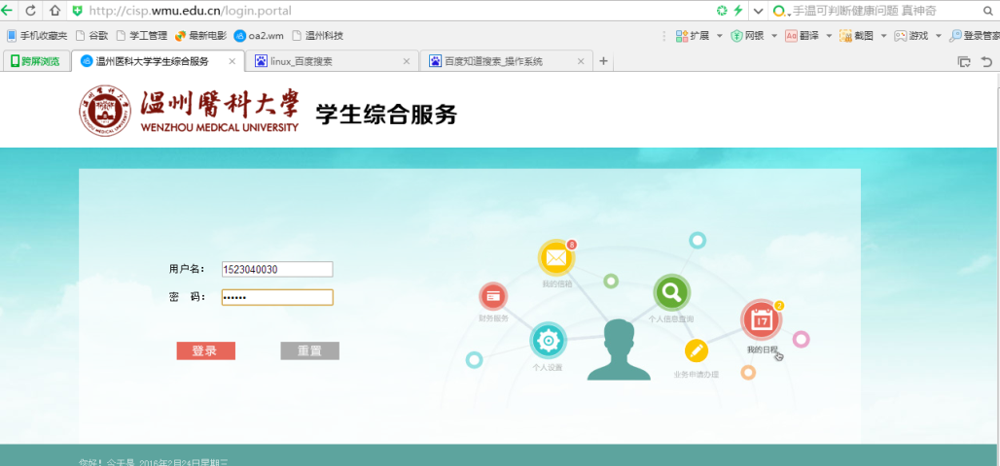 http://cisp.wmu.edu.cn/login.portal
手温可判断健康问题 真神奇
手机收藏夹 谷歌 学工管理 最新电影 oa2.wm 温州科技
扩展 网银 翻译 截图 游戏 登录管家
跨屏浏览 温州医科大学学生综合服务 linux_百度搜索 百度知道搜索_操作系统
温州醫科大學
WENZHOU MEDICAL UNIVERSITY
学生综合服务
用户名： 1523040030
密 码： ••••••
登录 重置
8
我的信箱
财务服务
个人设置
个人信息查询
业务申请办理
2
17
我的日程
您好！今天是 2016年2月24日星期三